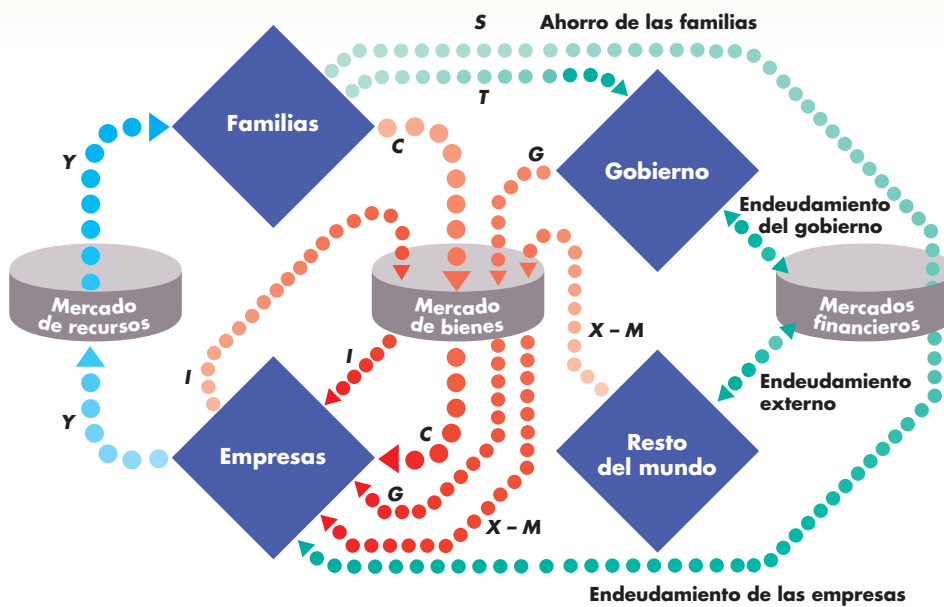 S
Ahorro de las familias
T
Familias
Y
C
G
Gobierno
Endeudamiento
del gobierno
Mercado
de recursos
Mercado
de bienes
Mercados
financieros
I
I
X – M
Endeudamiento
externo
Y
C
Empresas
Resto
del mundo
G
X – M
Endeudamiento de las empresas